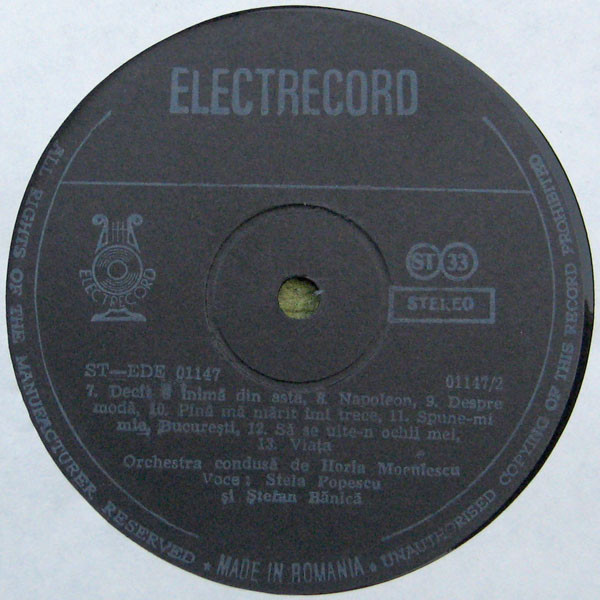 ELECTRECORD
ELECTRECORD
ST 33
STEREO
ST—EDE 01147 01147/2
7. Decît o inimă din asta, 8. Napoleon, 9. Despre
modă, 10. Pînă mă mărit îmi trece, 11. Spune-mi
mie, Bucureşti, 12. Să se uite-n ochii mei,
13. Viaţa
Orchestra condusă de Horia Moculescu
Voce: Stela Popescu
şi Ştefan Bănică
ALL RIGHTS OF THE MANUFACTURER RESERVED * MADE IN ROMANIA * UNAUTHORISED COPYING OF THIS RECORD PROHIBITED